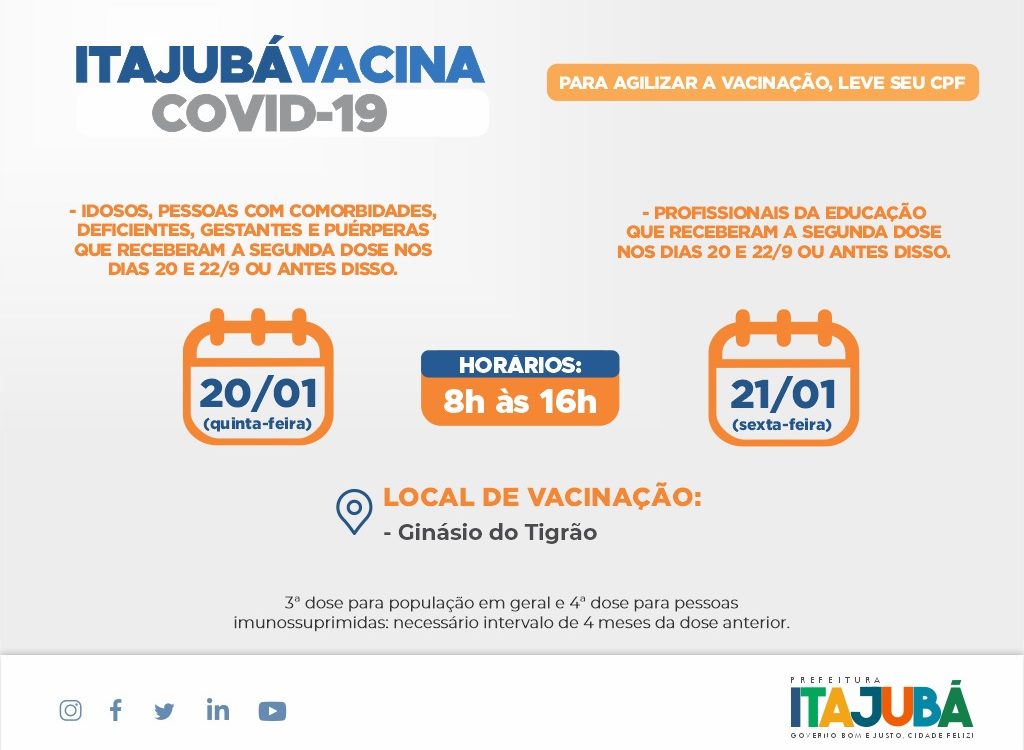 ITAJUBÁVACINA
COVID-19
PARA AGILIZAR A VACINAÇÃO, LEVE SEU CPF
- IDOSOS, PESSOAS COM COMORBIDADES,
DEFICIENTES, GESTANTES E PUÉRPERAS
QUE RECEBERAM A SEGUNDA DOSE NOS
DIAS 20 E 22/9 OU ANTES DISSO.
- PROFISSIONAIS DA EDUCAÇÃO
QUE RECEBERAM A SEGUNDA DOSE
NOS DIAS 20 E 22/9 OU ANTES DISSO.
20/01
(quinta-feira)
HORÁRIOS:
8h às 16h
21/01
(sexta-feira)
LOCAL DE VACINAÇÃO:
- Ginásio do Tigrão
3ª dose para população em geral e 4ª dose para pessoas
imunossuprimidas: necessário intervalo de 4 meses da dose anterior.
PREFEITURA
ITAJUBÁ
GOVERNO BOM E JUSTO, CIDADE FELIZ!